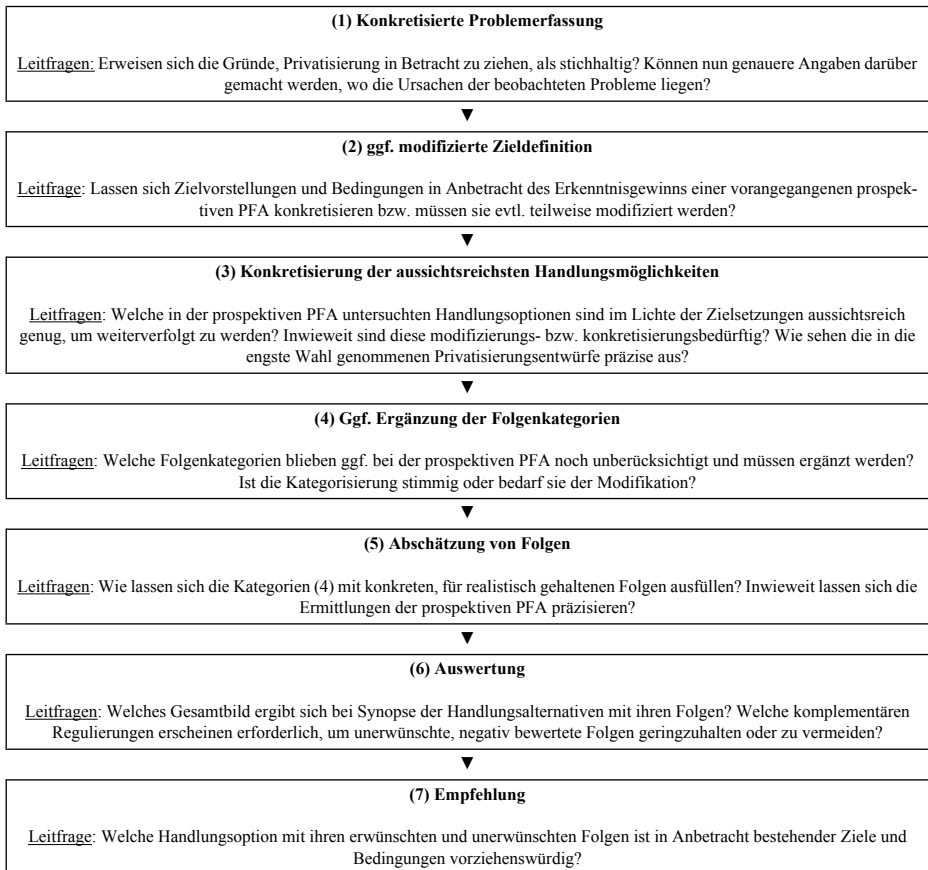 (1) Konkretisierte Problemerfassung
Leitfragen: Erweisen sich die Gründe, Privatisierung in Betracht zu ziehen, als stichhaltig? Können nun genauere Angaben darüber
gemacht werden, wo die Ursachen der beobachteten Probleme liegen?
▼
(2) ggf. modifizierte Zieldefinition
Leitfrage: Lassen sich Zielvorstellungen und Bedingungen in Anbetracht des Erkenntnisgewinns einer vorangegangenen prospek-
tiven PFA konkretisieren bzw. müssen sie evtl. teilweise modifiziert werden?
▼
(3) Konkretisierung der aussichtsreichsten Handlungsmöglichkeiten
Leitfragen: Welche in der prospektiven PFA untersuchten Handlungsoptionen sind im Lichte der Zielsetzungen aussichtsreich
genug, um weiterverfolgt zu werden? Inwieweit sind diese modifizierungs- bzw. konkretisierungsbedürftig? Wie sehen die in die
engste Wahl genommenen Privatisierungsentwürfe präzise aus?
▼
(4) Ggf. Ergänzung der Folgenkategorien
Leitfragen: Welche Folgenkategorien blieben ggf. bei der prospektiven PFA noch unberücksichtigt und müssen ergänzt werden?
Ist die Kategorisierung stimmig oder bedarf sie der Modifikation?
▼
(5) Abschätzung von Folgen
Leitfragen: Wie lassen sich die Kategorien (4) mit konkreten, für realistisch gehaltenen Folgen ausfüllen? Inwieweit lassen sich die
Ermittlungen der prospektiven PFA präzisieren?
▼
(6) Auswertung
Leitfragen: Welches Gesamtbild ergibt sich bei Synopse der Handlungsalternativen mit ihren Folgen? Welche komplementären
Regulierungen erscheinen erforderlich, um unerwünschte, negativ bewertete Folgen geringzuhalten oder zu vermeiden?
▼
(7) Empfehlung
Leitfrage: Welche Handlungsoption mit ihren erwünschten und unerwünschten Folgen ist in Anbetracht bestehender Ziele und
Bedingungen vorziehenswürdig?